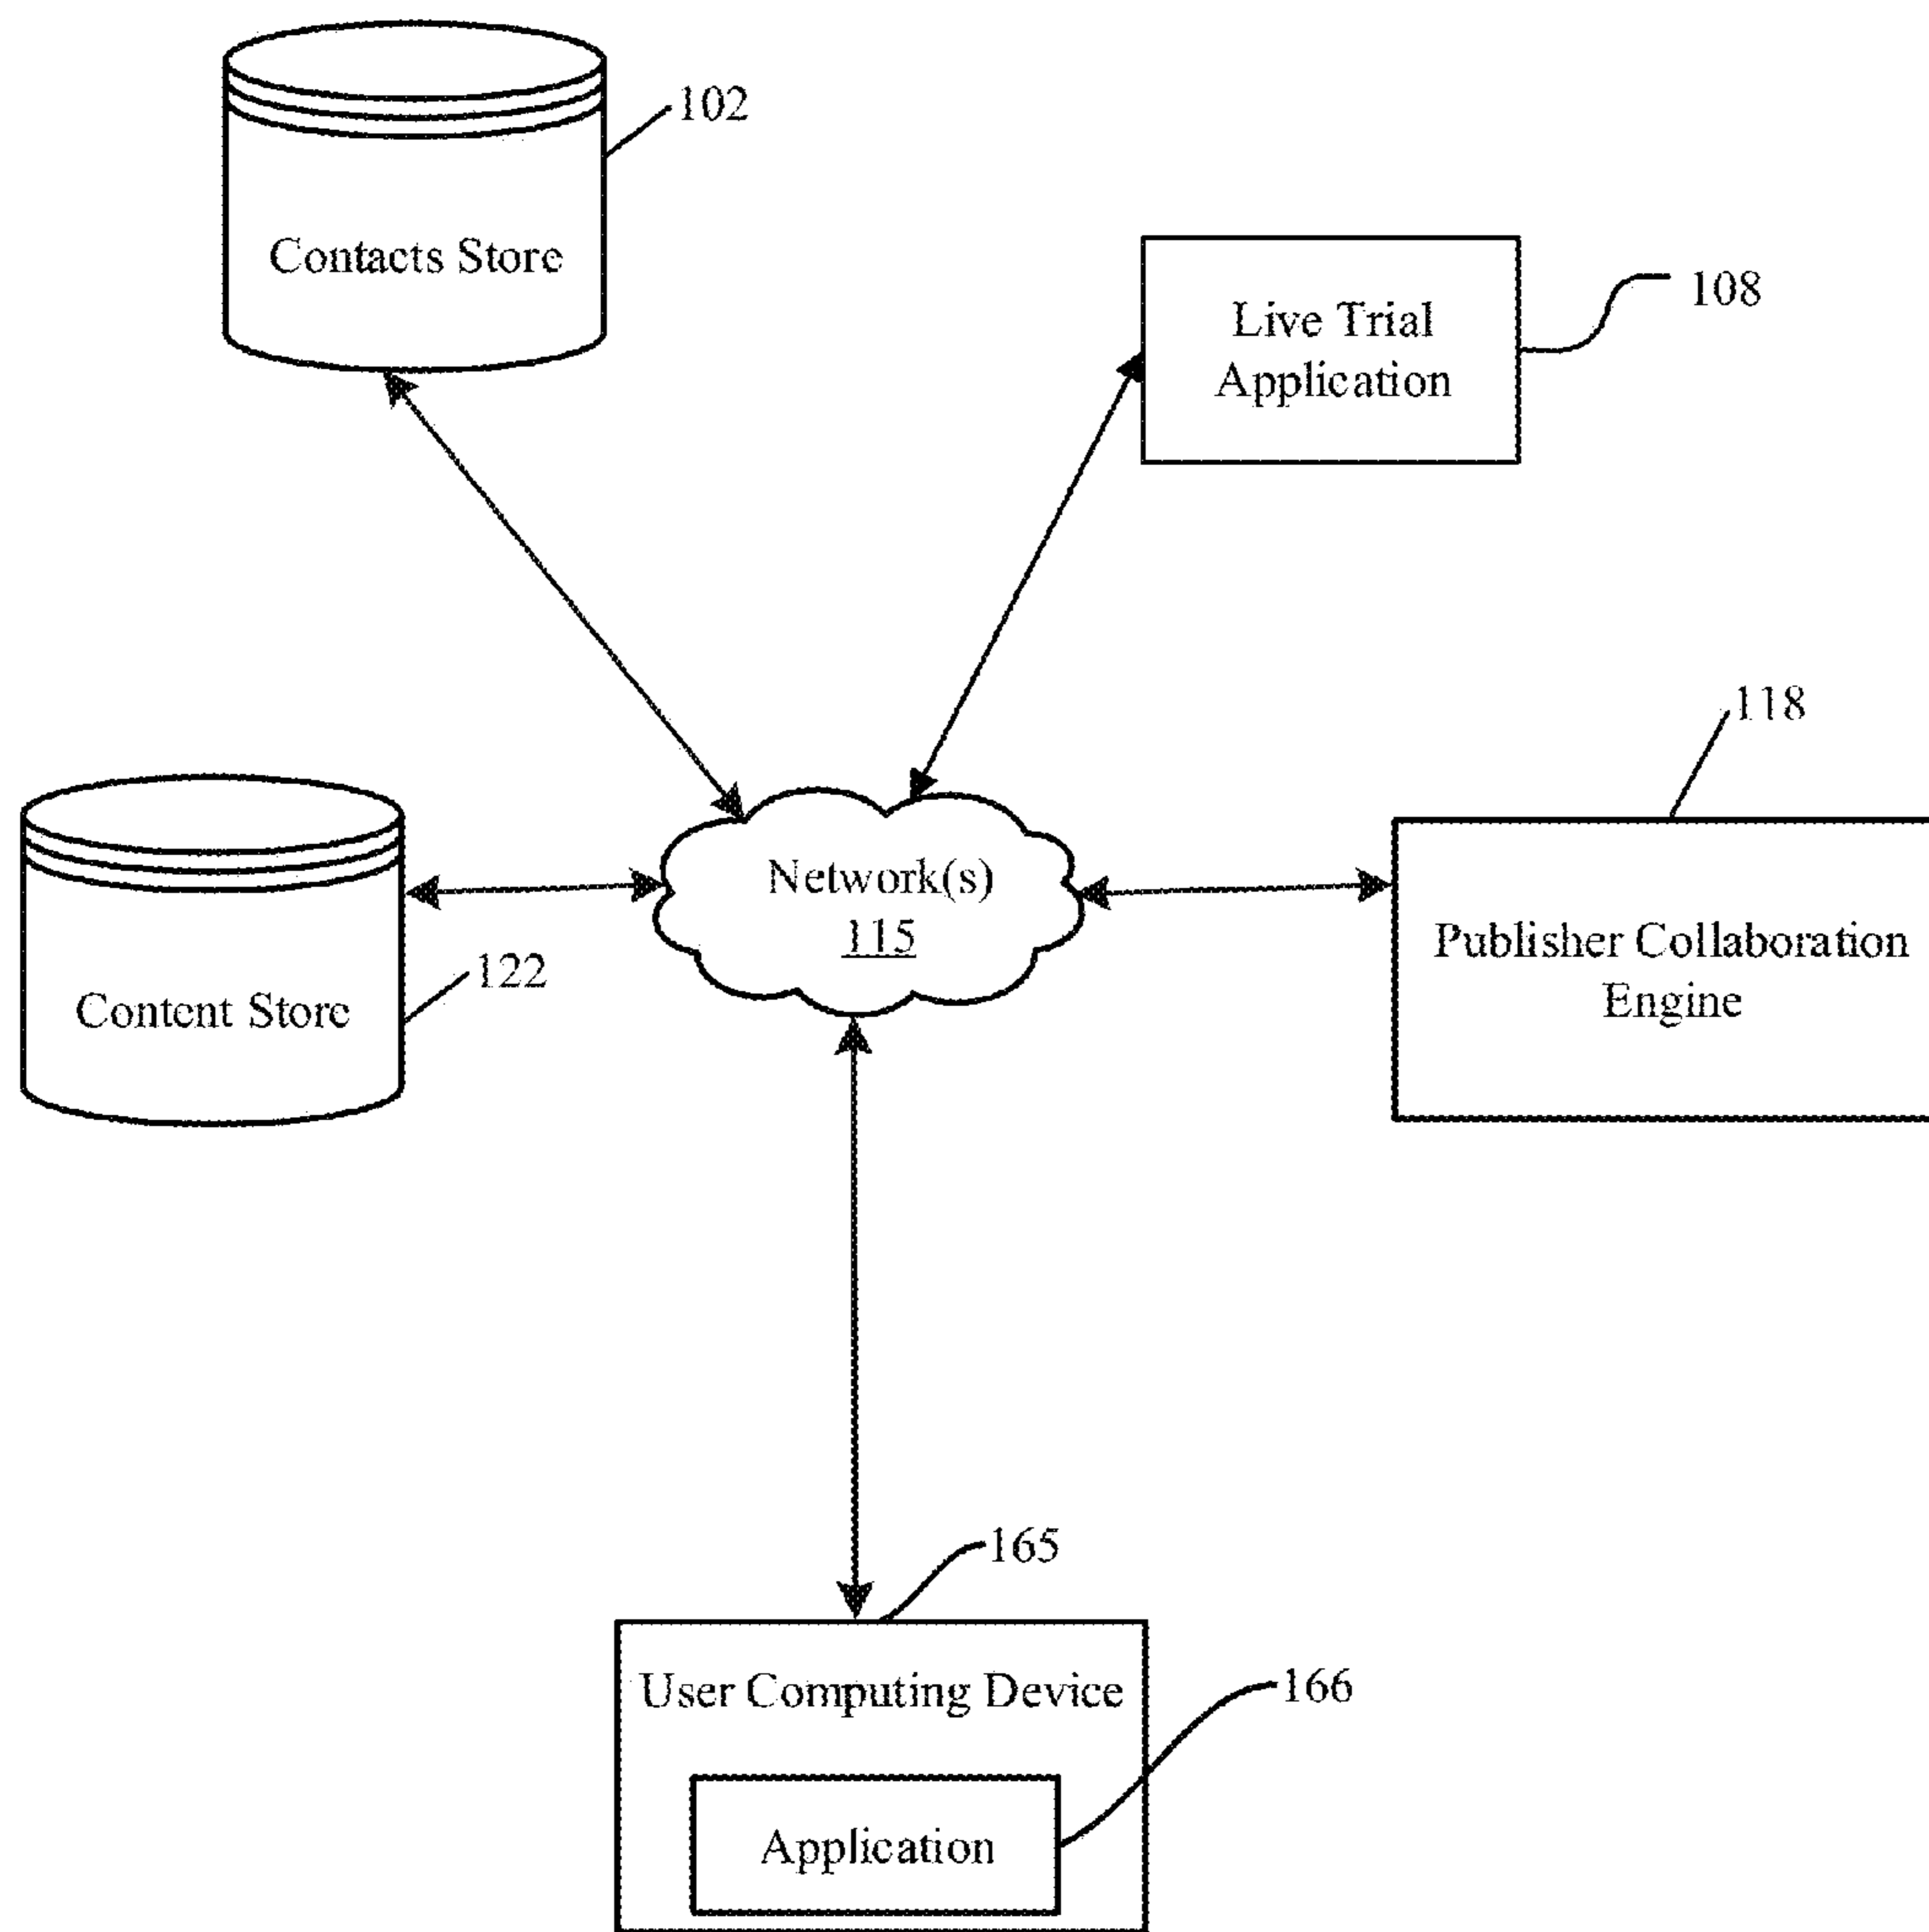 102
Contacts Store
Live Trial
Application
108
118
Network(s)
115
Publisher Collaboration
Engine
Content Store
122
165
User Computing Device
166
Application